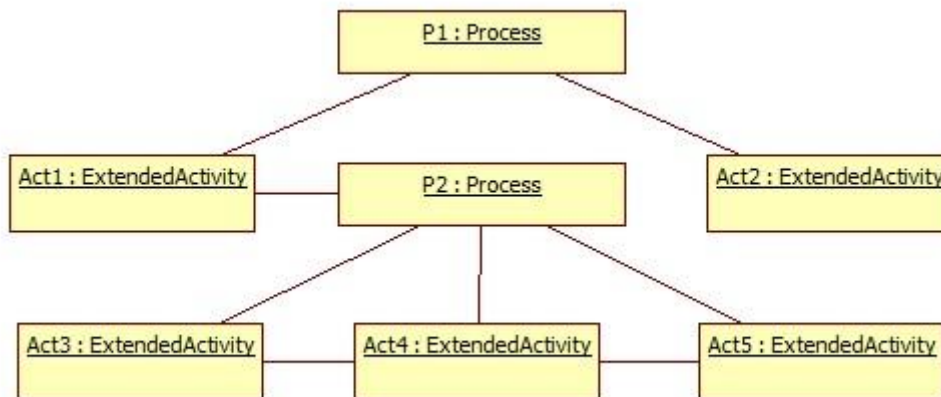 P1 : Process
Act1 : ExtendedActivity
P2 : Process
Act2 : ExtendedActivity
Act3 : ExtendedActivity
Act4 : ExtendedActivity
Act5 : ExtendedActivity